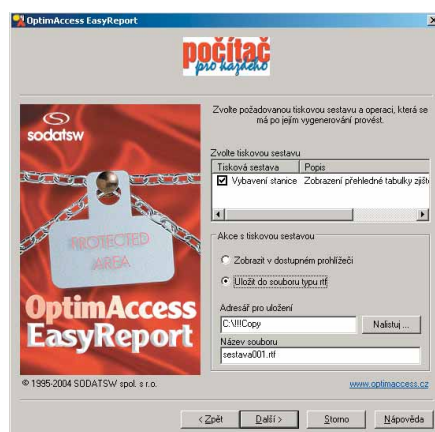 OptimAccess EasyReport
počítač
pro každého
Zvolte požadovanou tiskovou sestavu a operaci, která se
má po jejím vygenerování provést.
sodatsw
Zvolte tiskovou sestavu
Tisková sestava Popis
Vybavení stanice Zobrazení přehledné tabulky zjiště
PROTECTED
AREA
Akce s tiskovou sestavou
Zobrazit v dostupném prohlížeči
Uložit do souboru typu rtf
OptimAccess
EasyReport
Adresář pro uložení
C:\!!!Copy
Nalistuj ...
Název souboru
sestava001.rtf
© 1995-2004 SODATSW spol. s r.o.
www.optimaccess.cz
< Zpět
Další >
Storno
Nápověda